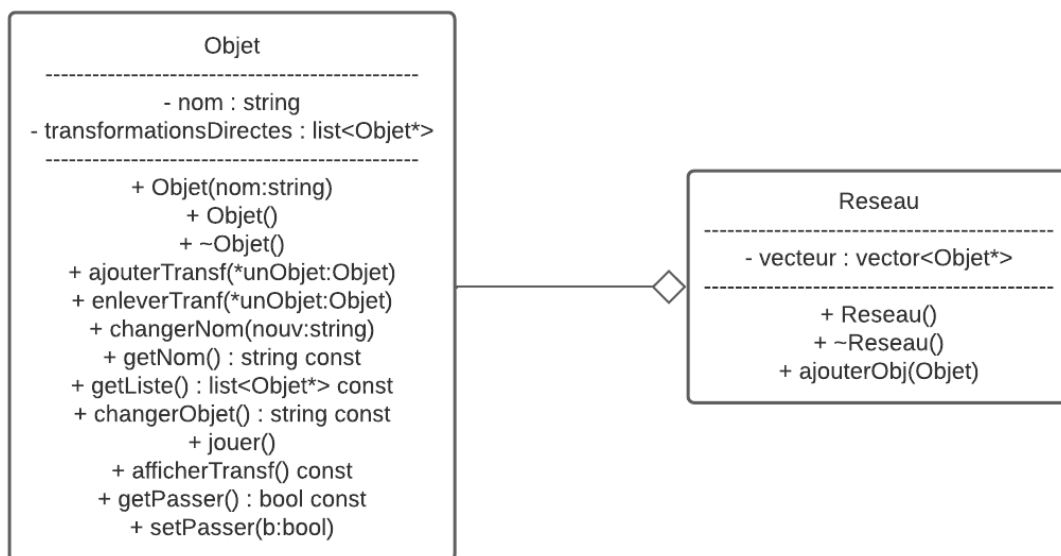 Objet
------------------------------------------------
- nom : string
- transformationsDirectes : list<Objet*>
------------------------------------------------
+ Objet(nom:string)
+ Objet()
+ ~Objet()
+ ajouterTransf(*unObjet:Objet)
+ enleverTranf(*unObjet:Objet)
+ changerNom(nouv:string)
+ getNom() : string const
+ getListe() : list<Objet*> const
+ changerObjet() : string const
+ jouer()
+ afficherTransf() const
+ getPasser() : bool const
+ setPasser(b:bool)
Reseau
---------------------------------------------
- vecteur : vector<Objet*>
---------------------------------------------
+ Reseau()
+ ~Reseau()
+ ajouterObj(Objet)